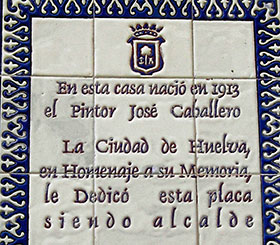 En esta casa nació en 1913
el Pintor José Caballero
La Ciudad de Huelva,
en Homenaje a su Memoria,
le Dedicó esta placa
siendo alcalde